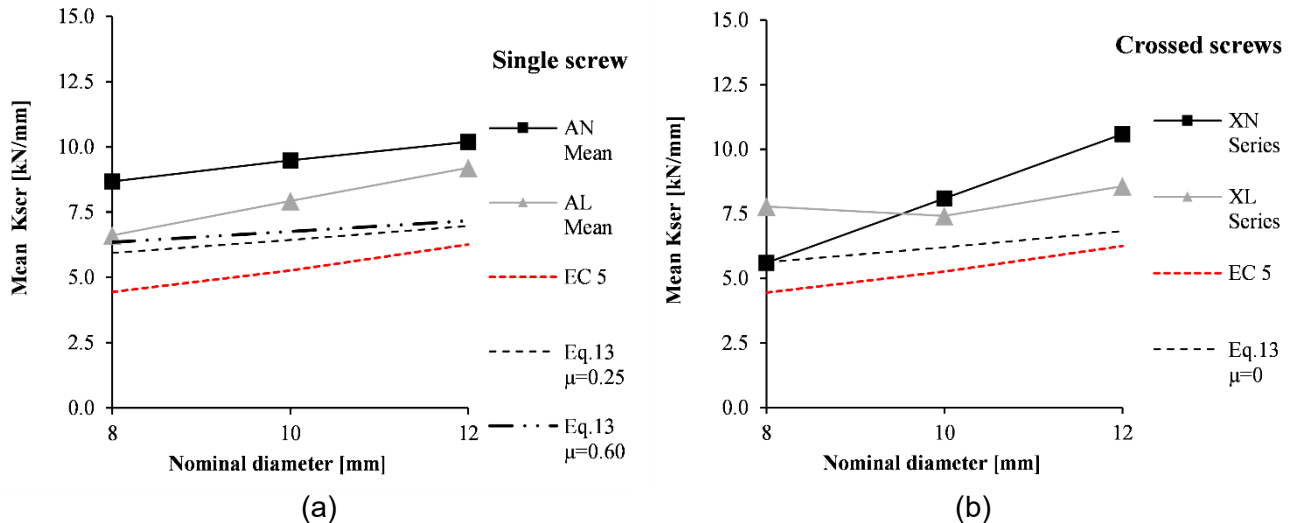 15.0
12.5
10.0
7.5
5.0
2.5
0.0
Mean Kser [kN/mm]
8
10
12
Nominal diameter [mm]
Single screw
AN
Mean
AL
Mean
EC 5
Eq.13
μ=0.25
Eq.13
μ=0.60
(a)
15.0
12.5
10.0
7.5
5.0
2.5
0.0
Mean Kser [kN/mm]
8
10
12
Nominal diameter [mm]
Crossed screws
XN
Series
XL
Series
EC 5
Eq.13
μ=0
(b)